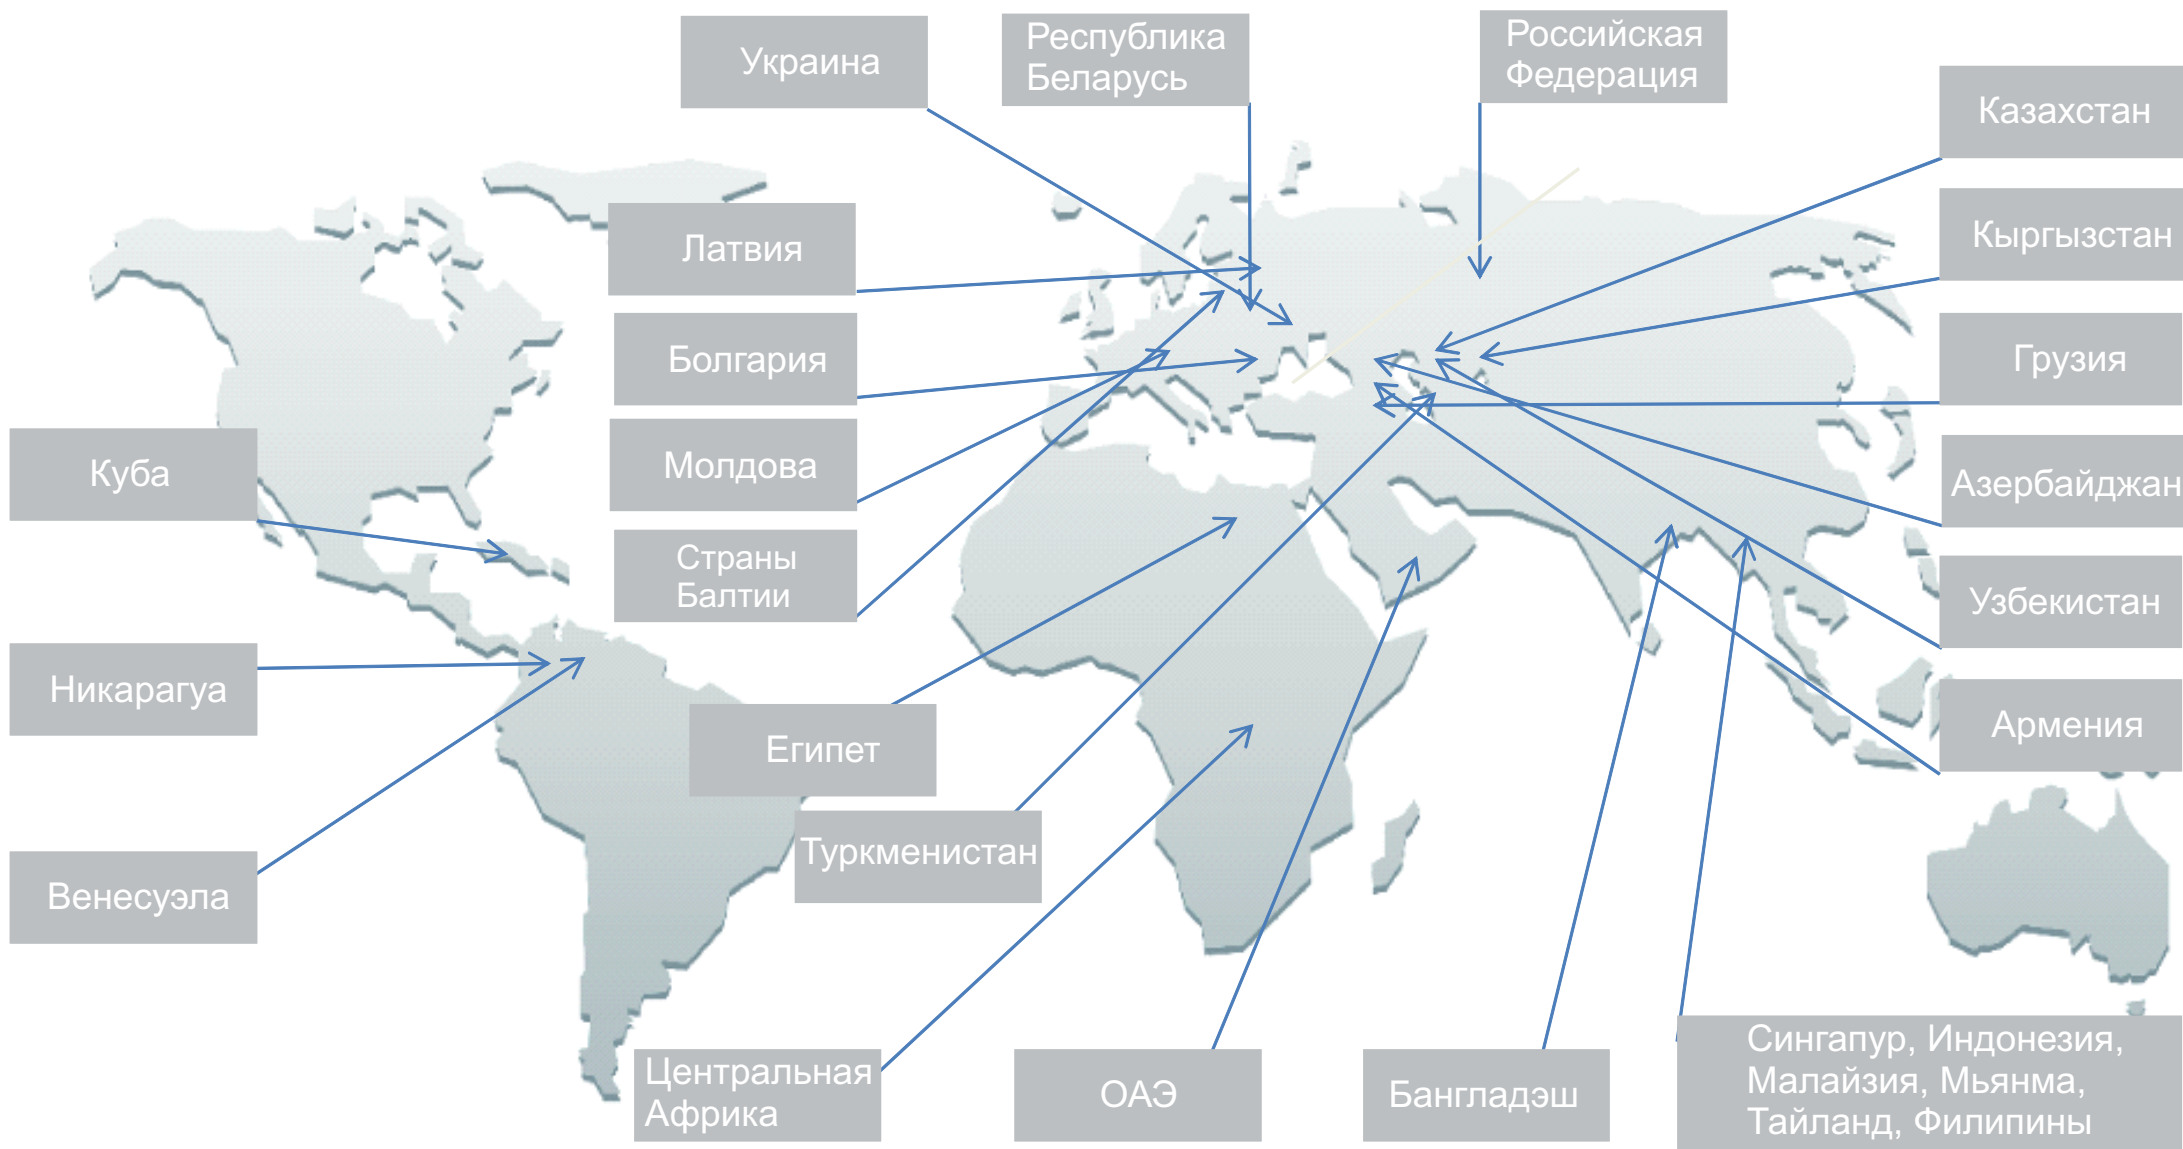 Украина
Республика
Беларусь
Российская
Федерация
Казахстан
Латвия
Кыргызстан
Болгария
Грузия
Куба
Молдова
Азербайджан
Страны
Балтии
Узбекистан
Никарагуа
Египет
Армения
Туркменистан
Венесуэла
Центральная
Африка
ОАЭ
Бангладэш
Сингапур, Индонезия,
Малайзия, Мьянма,
Тайланд, Филипины